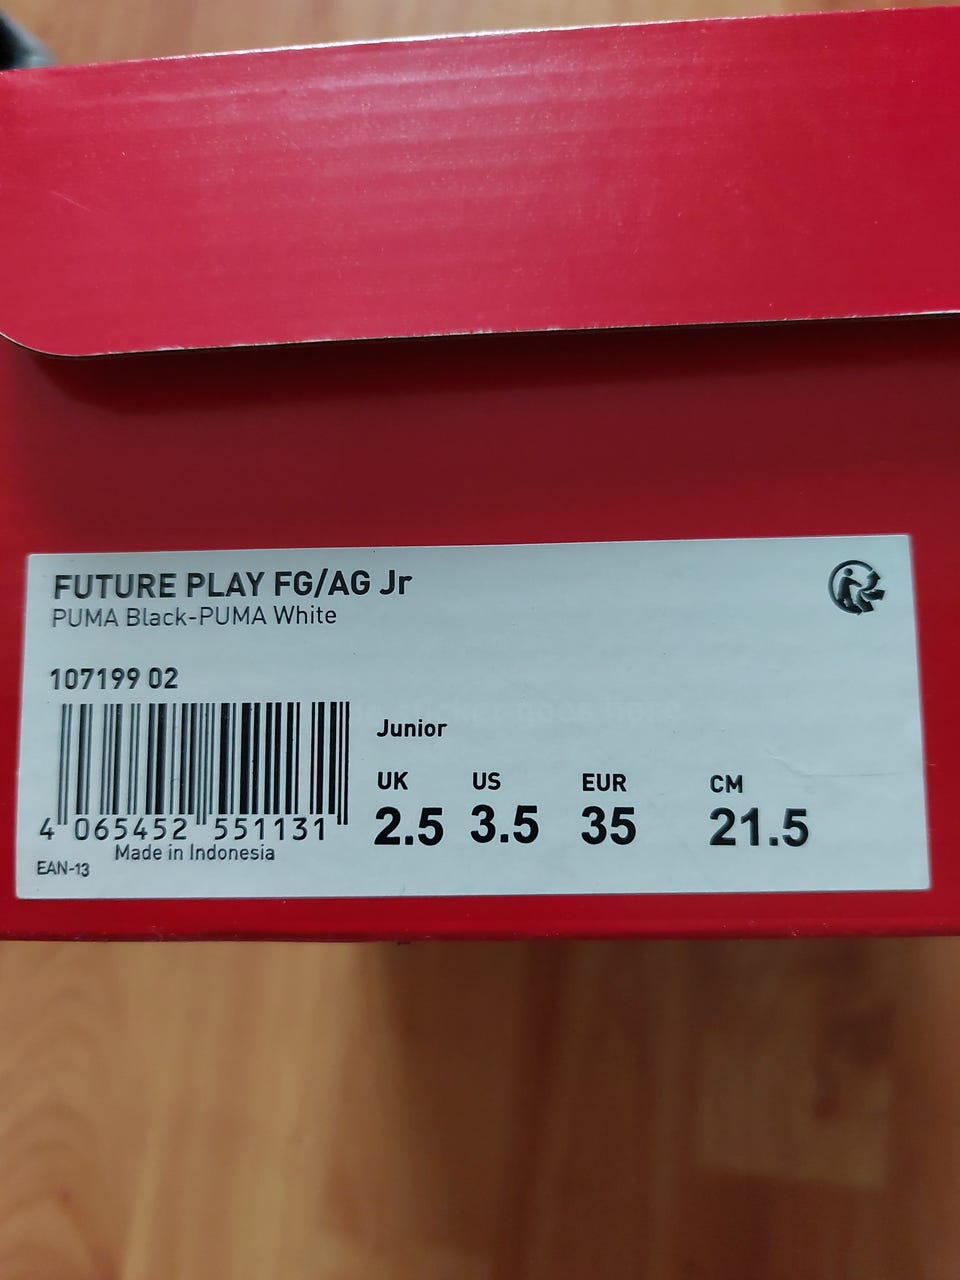 FUTURE PLAY FG/AG Jr
PUMA Black-PUMA White
107199 02
Junior
UK US EUR CM
2.5 3.5 35 21.5
4 065452 551131
Made in Indonesia
EAN-13